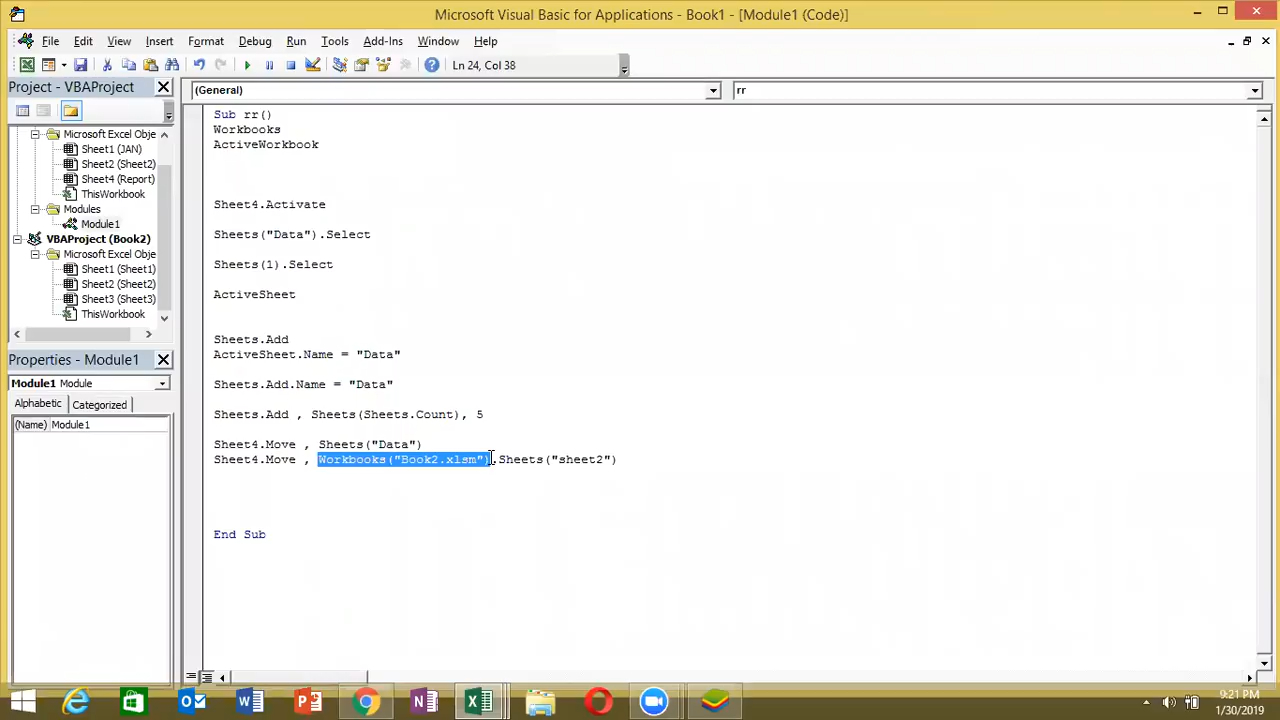 Microsoft Visual Basic for Applications - Book1 - [Module1 (Code)]
File Edit View Insert Format Debug Run Tools Add-Ins Window Help
Ln 24, Col 38
Project - VBAProject
(General)
rr
Microsoft Excel Obje
Sheet1 (JAN)
Sheet2 (Sheet2)
Sheet4 (Report)
ThisWorkbook
Modules
Module1
VBAProject (Book2)
Microsoft Excel Obje
Sheet1 (Sheet1)
Sheet2 (Sheet2)
Sheet3 (Sheet3)
ThisWorkbook
Properties - Module1
Module1 Module
Alphabetic Categorized
(Name) Module1
Sub rr()
Workbooks
ActiveWorkbook
Sheet4.Activate
Sheets("Data").Select
Sheets(1).Select
ActiveSheet
Sheets.Add
ActiveSheet.Name = "Data"
Sheets.Add.Name = "Data"
Sheets.Add , Sheets(Sheets.Count), 5
Sheet4.Move , Sheets("Data")
Sheet4.Move , Workbooks("Book2.xlsm").Sheets("sheet2")
End Sub
9:21 PM
1/30/2019